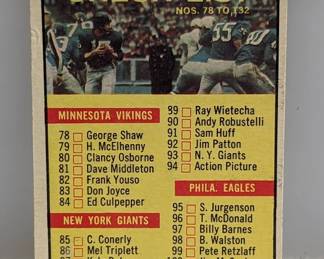 NOS. 78 TO 132
MINNESOTA VIKINGS
78 George Shaw
79 H. McElhenny
80 Clancy Osborne
81 Dave Middleton
82 Frank Youso
83 Don Joyce
84 Ed Culpepper
NEW YORK GIANTS
85 C. Conerly
86 Mel Triplett
89 Ray Wietecha
90 Andy Robustelli
91 Sam Huff
92 Jim Patton
93 N.Y. Giants
94 Action Picture
PHILA. EAGLES
95 S. Jurgenson
96 T. McDonald
97 Billy Barnes
98 B. Walston
99 Pete Retzlaff